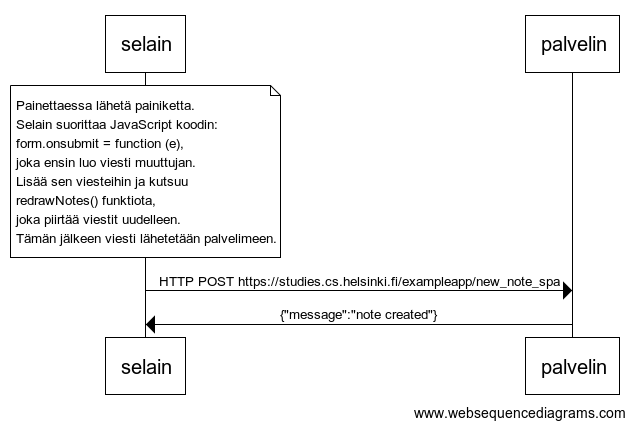 selain
palvelin
Painettaessa lähetä painiketta.
Selain suorittaa JavaScript koodin:
form.onsubmit = function (e),
joka ensin luo viesti muuttujan.
Lisää sen viesteihin ja kutsuu
redrawNotes() funktiota,
joka piirtää viestit uudelleen.
Tämän jälkeen viesti lähetetään palvelimeen.
HTTP POST https://studies.cs.helsinki.fi/exampleapp/new_note_spa
{"message":"note created"}
selain
palvelin
www.websequencediagrams.com